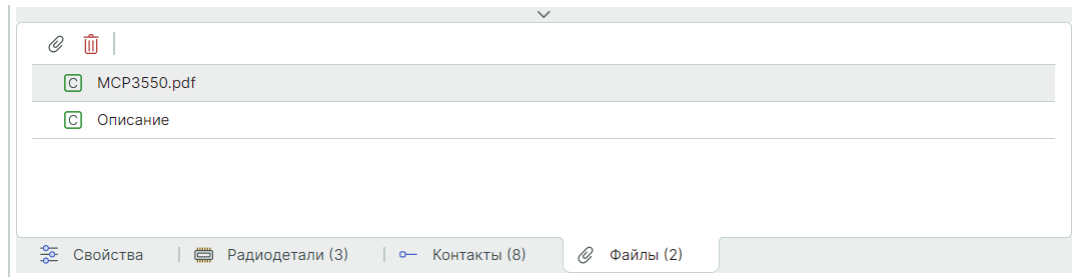 C MCP3550.pdf
C Описание
Свойства Радиодетали (3) Контакты (8) Файлы (2)